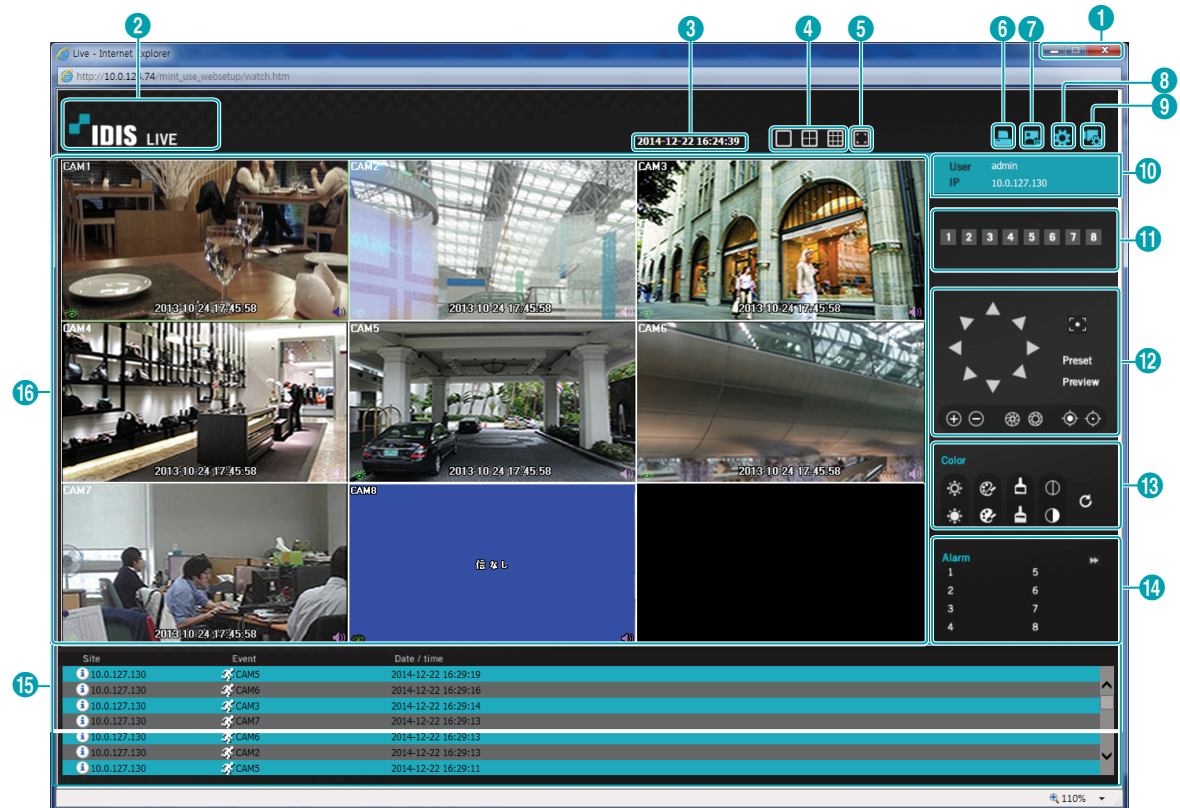 2
3
4
5
6
7
1
Live - Internet Explorer
http://10.0.126.74/mint_use_websetup/watch.htm
8
9
IDIS LIVE
2014-12-22 16:24:39
User admin
IP 10.0.127.130
10
CAM1
CAM2
CAM3
1 2 3 4 5 6 7 8
11
2013-10-24 17:45:58
2013-10-24 17:45:58
2013-10-24 17:45:58
CAM4
CAM5
CAM6
Preset
Preview
12
16
2013-10-24 17:45:58
2013-10-24 17:45:58
2013-10-24 17:45:58
Color
13
CAM7
CAM8
信なし
2013-10-24 17:45:58
Alarm
1 5
2 6
3 7
4 8
14
Site Event Date / time
15
10.0.127.130 CAM5 2014-12-22 16:29:19
10.0.127.130 CAM6 2014-12-22 16:29:16
10.0.127.130 CAM3 2014-12-22 16:29:14
10.0.127.130 CAM7 2014-12-22 16:29:13
10.0.127.130 CAM6 2014-12-22 16:29:13
10.0.127.130 CAM2 2014-12-22 16:29:13
10.0.127.130 CAM5 2014-12-22 16:29:11
110%